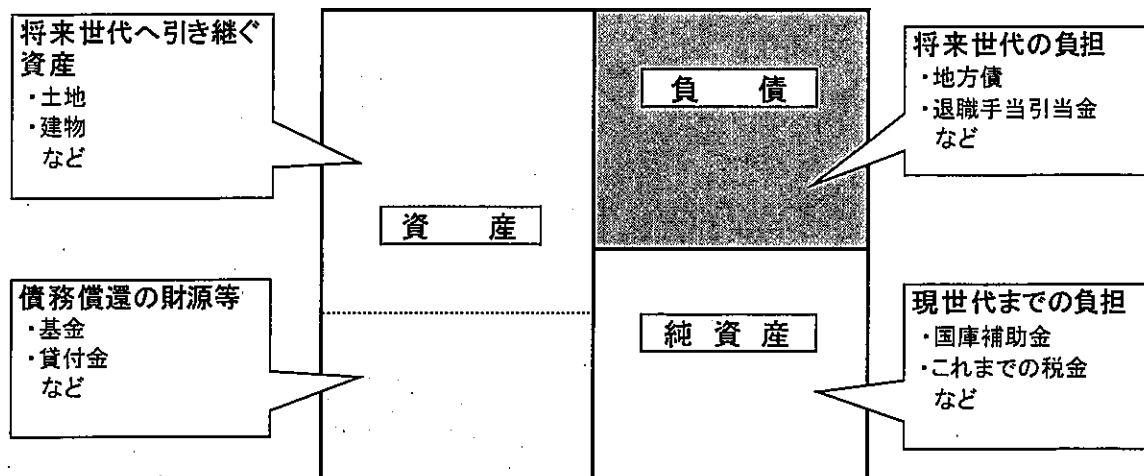 将来世代へ引き継ぐ
資産
・土地
・建物
など
負　債
将来世代の負担
・地方債
・退職手当引当金
など
資　産
債務償還の財源等
・基金
・貸付金
など
純 資 産
現世代までの負担
・国庫補助金
・これまでの税金
など